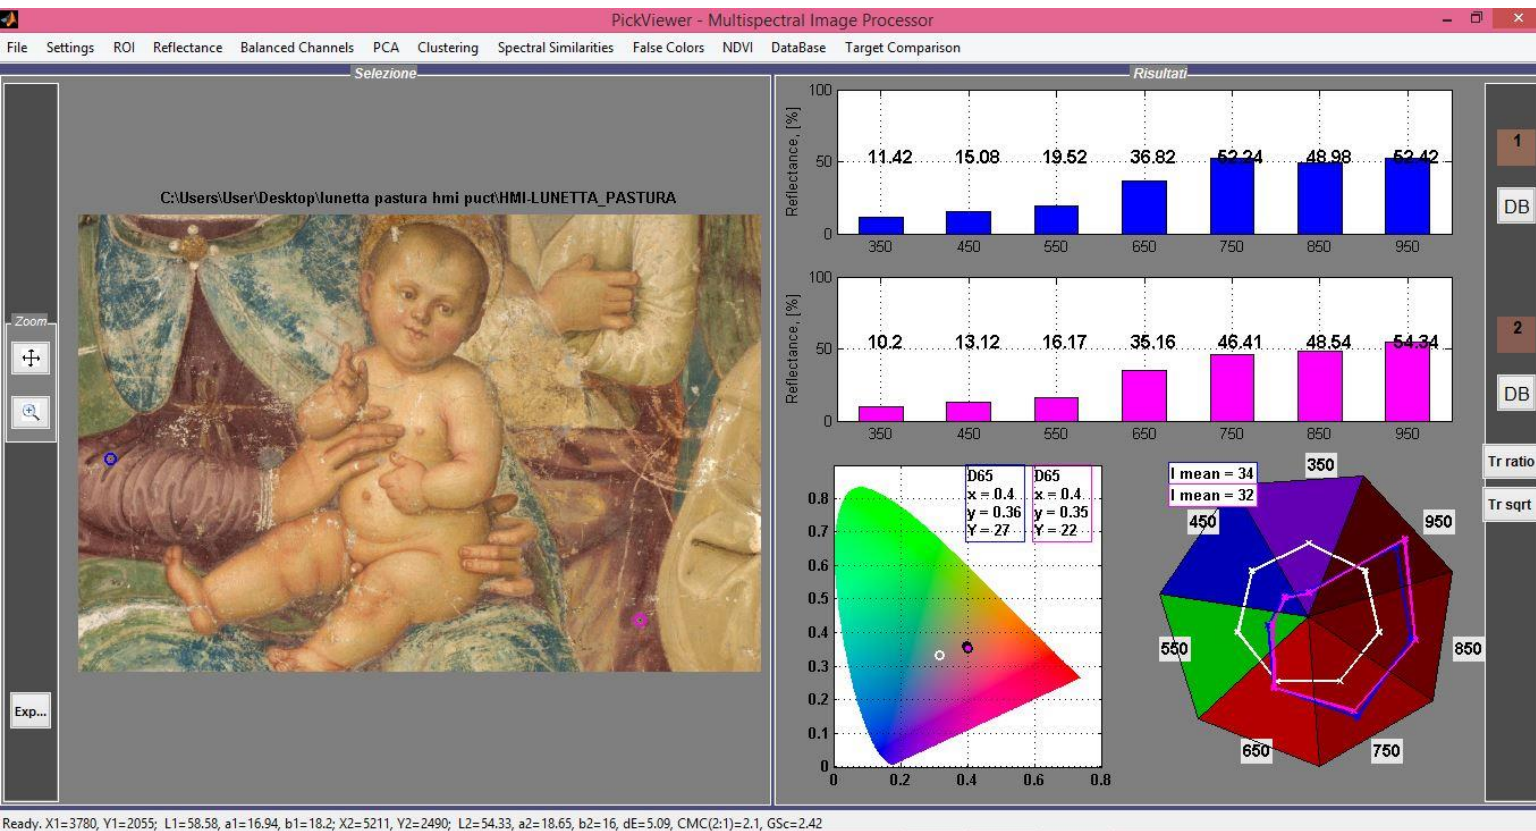 PickViewer - Multispectral Image Processor
File Settings ROI Reflectance Balanced Channels PCA Clustering Spectral Similarities False Colors NDVI DataBase Target Comparison
Selezione
C:\Users\User\Desktop\lunetta pastura hmi puct\HMI-LUNETTA_PASTURA
Zoom
Exp...
Risultati
Reflectance, [%]
100
50
0
11.42 15.08 19.52 36.82 52.24 48.98 52.42
350 450 550 650 750 850 950
1
DB
Reflectance, [%]
100
50
0
10.2 13.12 16.17 35.16 46.41 48.54 54.34
350 450 550 650 750 850 950
2
DB
Tr ratio
Tr sqrt
D65
x = 0.4
y = 0.36
Y = 27
D65
x = 0.4
y = 0.35
Y = 22
0.8
0.7
0.6
0.5
0.4
0.3
0.2
0.1
0
0 0.2 0.4 0.6 0.8
I mean = 34
I mean = 32
350
450
950
550
850
650
750
Ready. X1=3780, Y1=2055; L1=58.58, a1=16.94, b1=18.2; X2=5211, Y2=2490; L2=54.33, a2=18.65, b2=16, dE=5.09, CMC(2:1)=2.1, GSc=2.42